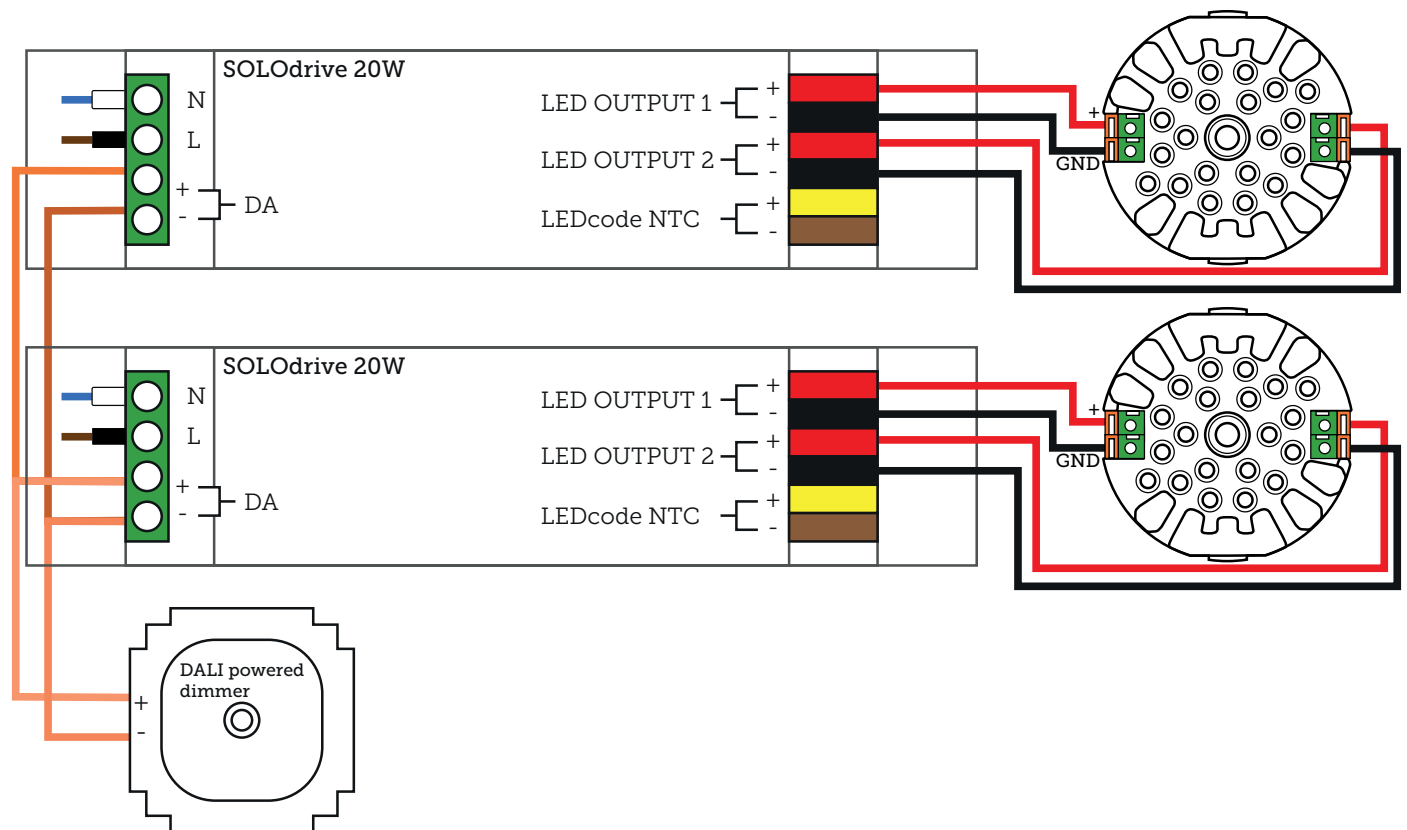 SOLOdrive 20W
N
L
+
-
DA
LED OUTPUT 1
+
-
LED OUTPUT 2
+
-
LEDcode NTC
+
-
+
GND
SOLOdrive 20W
N
L
+
-
DA
LED OUTPUT 1
+
-
LED OUTPUT 2
+
-
LEDcode NTC
+
-
+
GND
DALI powered
dimmer
+
-